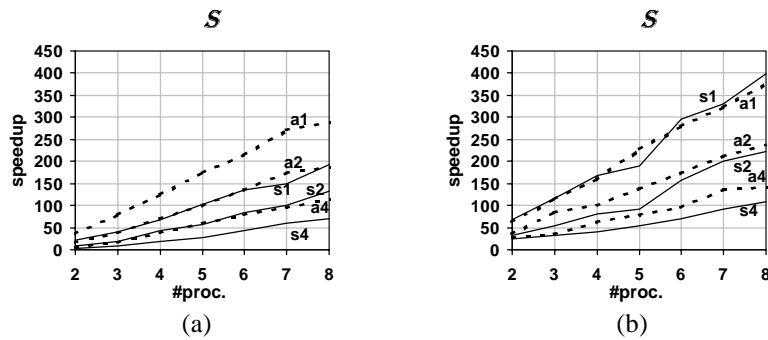 S
450
400
350
300
250
200
150
100
50
0
speedup
a1
a2
s1
s2
a4
s4
2 3 4 5 6 7 8
#proc.
(a)
S
450
400
350
300
250
200
150
100
50
0
speedup
s1
a1
a2
s2
a4
s4
2 3 4 5 6 7 8
#proc.
(b)